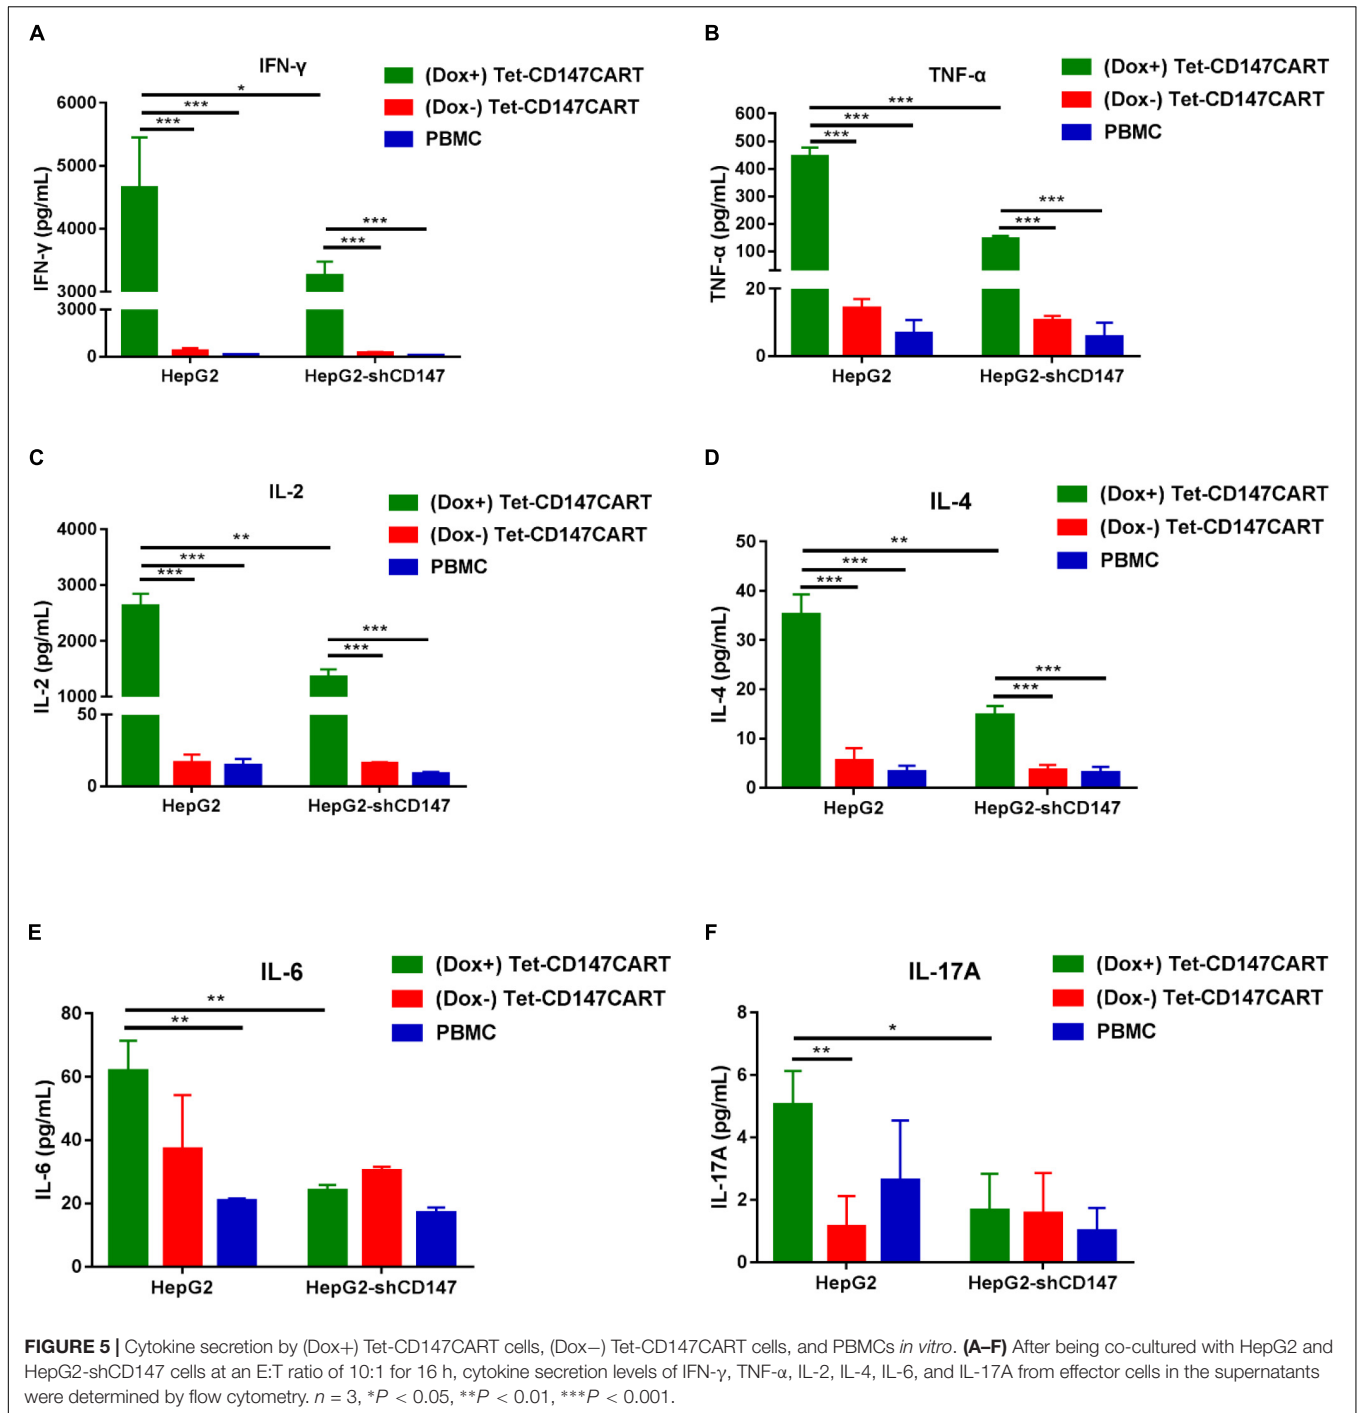 A
IFN-γ
(Dox+) Tet-CD147CART
(Dox-) Tet-CD147CART
PBMC
IFN-γ (pg/mL)
6000
5000
4000
3000
3000
0
*
***
***
***
***
HepG2
HepG2-shCD147
B
TNF-α
(Dox+) Tet-CD147CART
(Dox-) Tet-CD147CART
PBMC
TNF-α (pg/mL)
600
500
400
300
200
100
20
0
***
***
***
***
***
HepG2
HepG2-shCD147
C
IL-2
(Dox+) Tet-CD147CART
(Dox-) Tet-CD147CART
PBMC
IL-2 (pg/mL)
4000
3000
2000
1000
50
0
**
***
***
***
***
HepG2
HepG2-shCD147
D
IL-4
(Dox+) Tet-CD147CART
(Dox-) Tet-CD147CART
PBMC
IL-4 (pg/mL)
50
40
30
20
10
0
**
***
***
***
***
HepG2
HepG2-shCD147
E
IL-6
(Dox+) Tet-CD147CART
(Dox-) Tet-CD147CART
PBMC
IL-6 (pg/mL)
80
60
40
20
0
**
**
HepG2
HepG2-shCD147
F
IL-17A
(Dox+) Tet-CD147CART
(Dox-) Tet-CD147CART
PBMC
IL-17A (pg/mL)
8
6
4
2
0
*
**
HepG2
HepG2-shCD147
FIGURE 5 | Cytokine secretion by (Dox+) Tet-CD147CART cells, (Dox−) Tet-CD147CART cells, and PBMCs in vitro. (A–F) After being co-cultured with HepG2 and
HepG2-shCD147 cells at an E:T ratio of 10:1 for 16 h, cytokine secretion levels of IFN-γ, TNF-α, IL-2, IL-4, IL-6, and IL-17A from effector cells in the supernatants
were determined by flow cytometry. n = 3, *P < 0.05, **P < 0.01, ***P < 0.001.